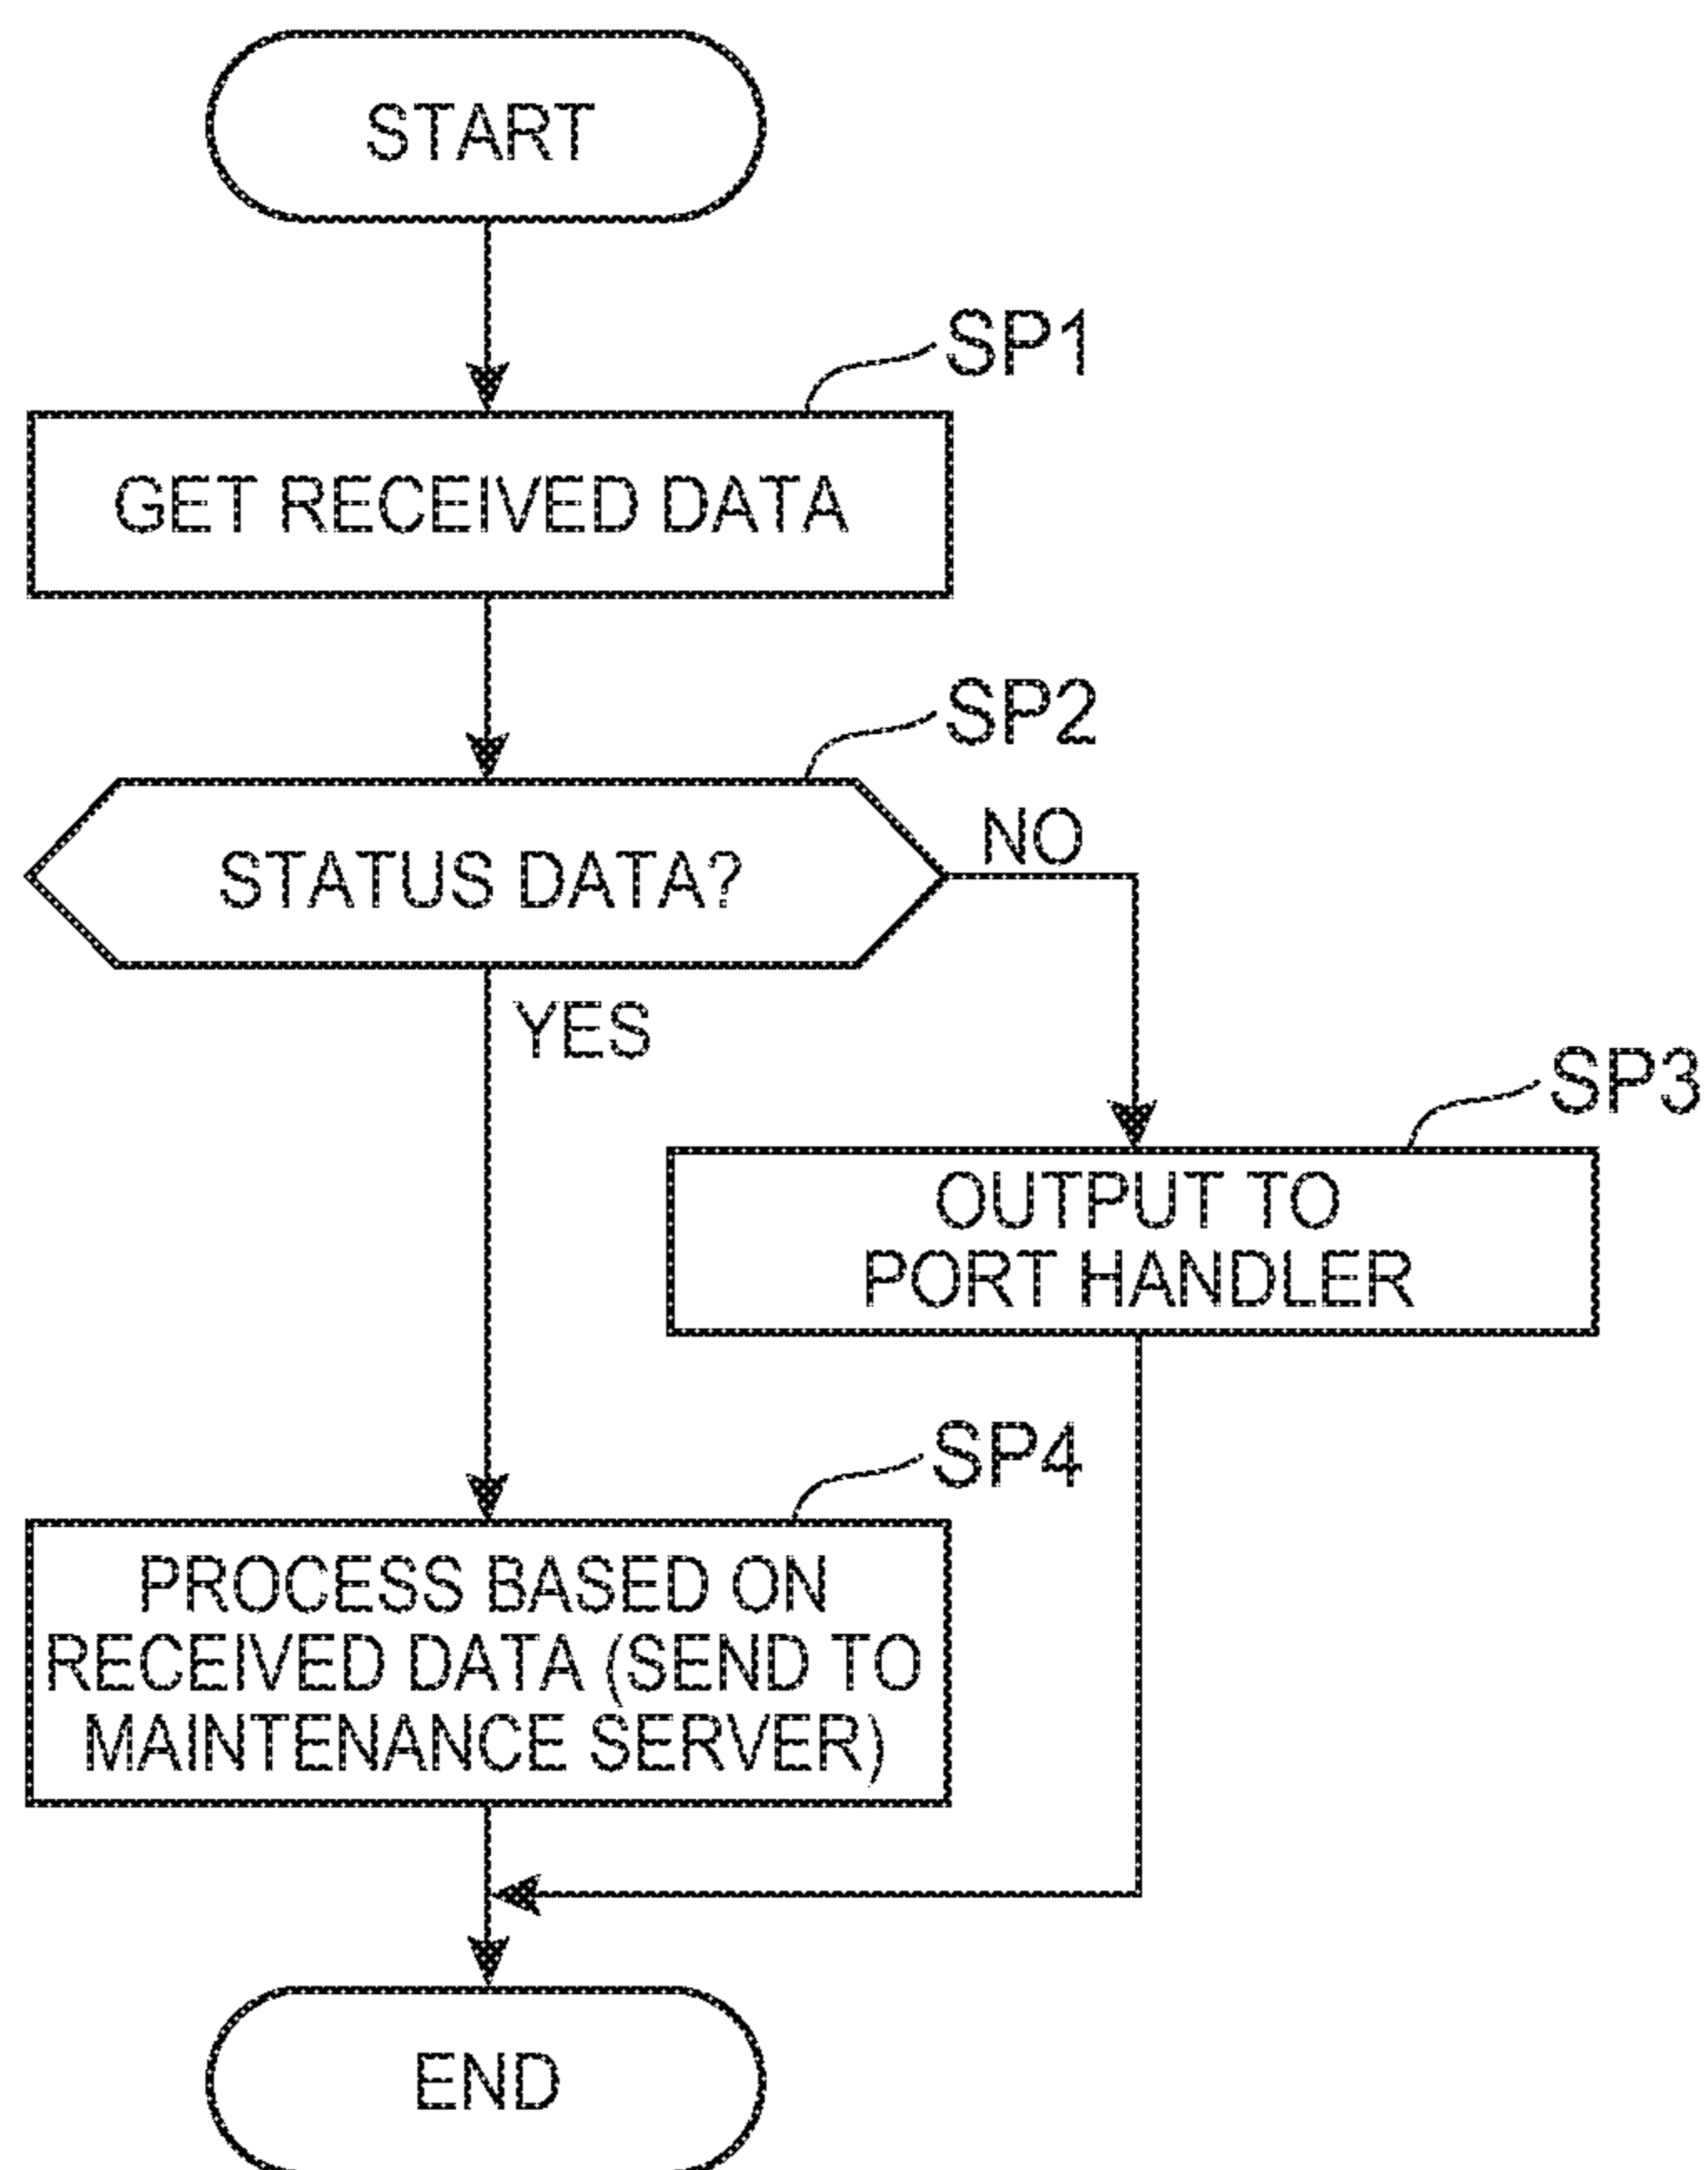 START
SP1
GET RECEIVED DATA
SP2
STATUS DATA?
NO
YES
SP3
OUTPUT TO
PORT HANDLER
SP4
PROCESS BASED ON
RECEIVED DATA (SEND TO
MAINTENANCE SERVER)
END